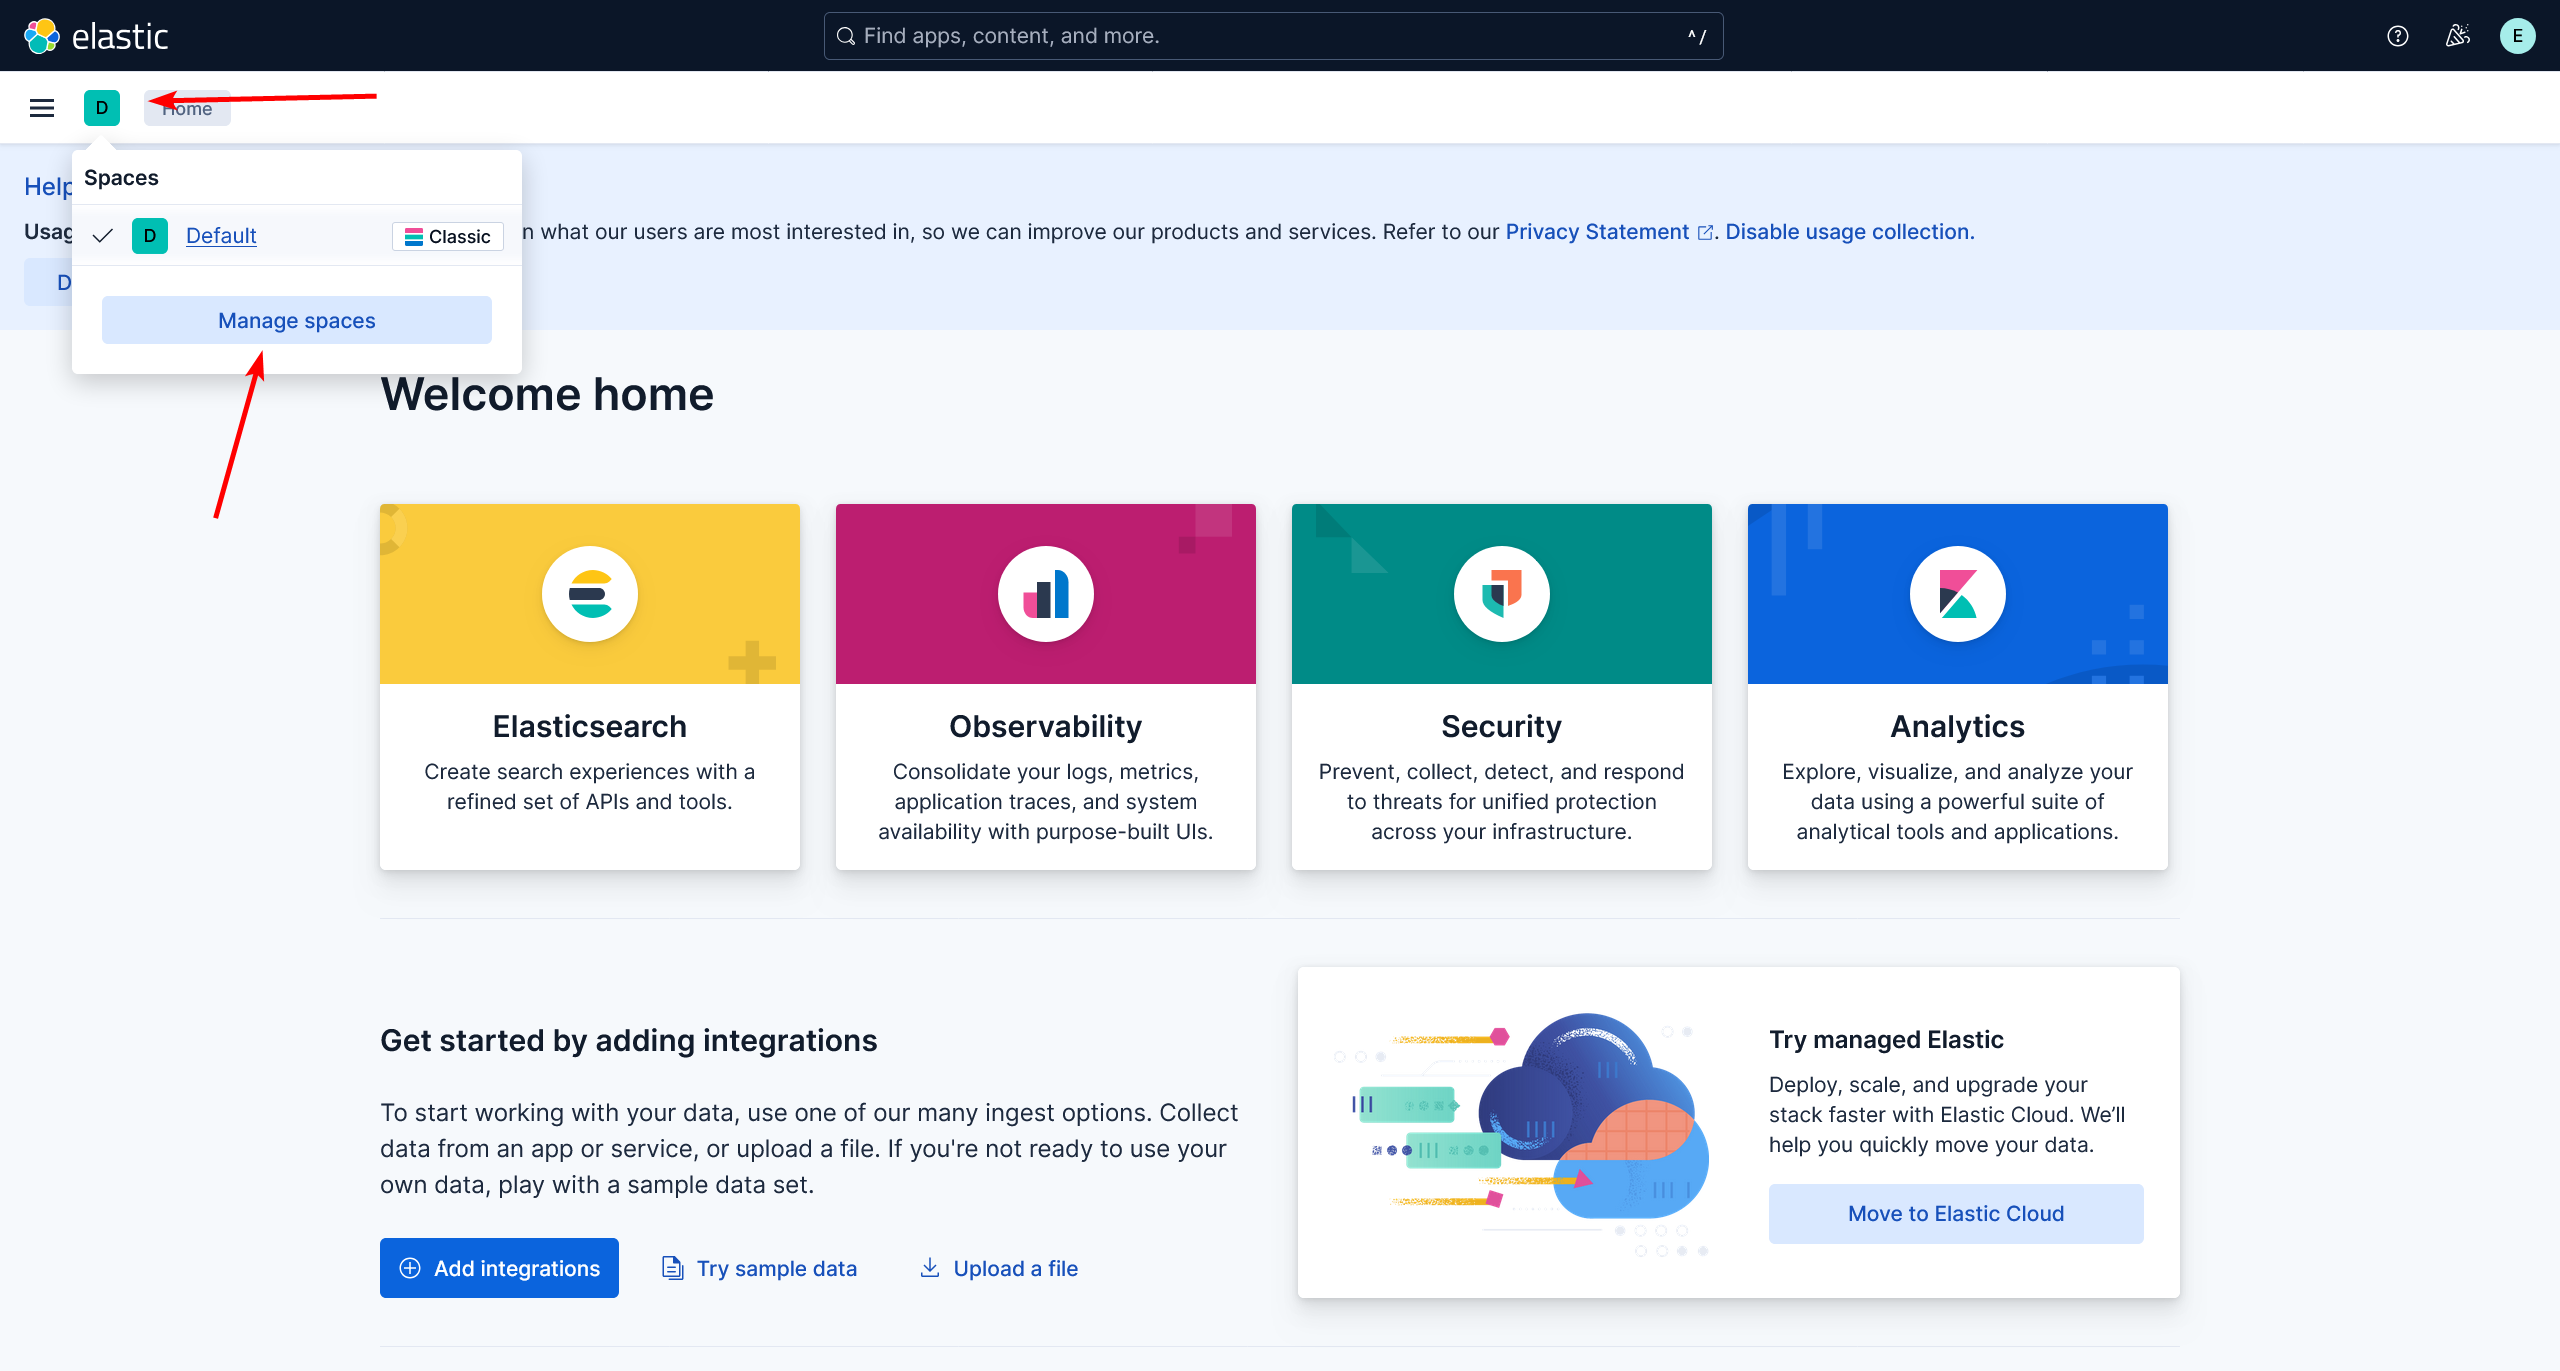 elastic
Find apps, content, and more.
^ /
E
D
Home
Spaces
Help
Usag
n what our users are most interested in, so we can improve our products and services. Refer to our Privacy Statement . Disable usage collection.
D Default Classic
D
Manage spaces
Welcome home
Elasticsearch
Create search experiences with a
refined set of APIs and tools.
Observability
Consolidate your logs, metrics,
application traces, and system
availability with purpose-built UIs.
Security
Prevent, collect, detect, and respond
to threats for unified protection
across your infrastructure.
Analytics
Explore, visualize, and analyze your
data using a powerful suite of
analytical tools and applications.
Get started by adding integrations
To start working with your data, use one of our many ingest options. Collect
data from an app or service, or upload a file. If you're not ready to use your
own data, play with a sample data set.
Add integrations
Try sample data
Upload a file
Try managed Elastic
Deploy, scale, and upgrade your
stack faster with Elastic Cloud. We’ll
help you quickly move your data.
Move to Elastic Cloud